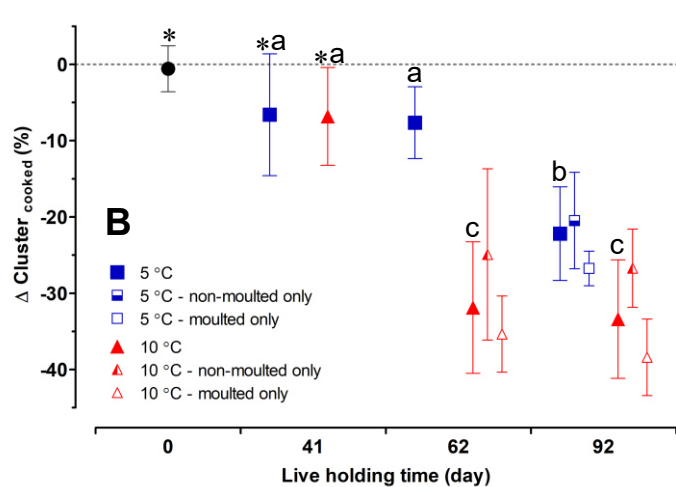 5
*
*a
*a
a
0
-10
b
-20
B
c
c
5 °C
5 °C - non-moulted only
-30
5 °C - moulted only
10 °C
10 °C - non-moulted only
-40
10 °C - moulted only
Δ Cluster cooked (%)
0
41
62
92
Live holding time (day)